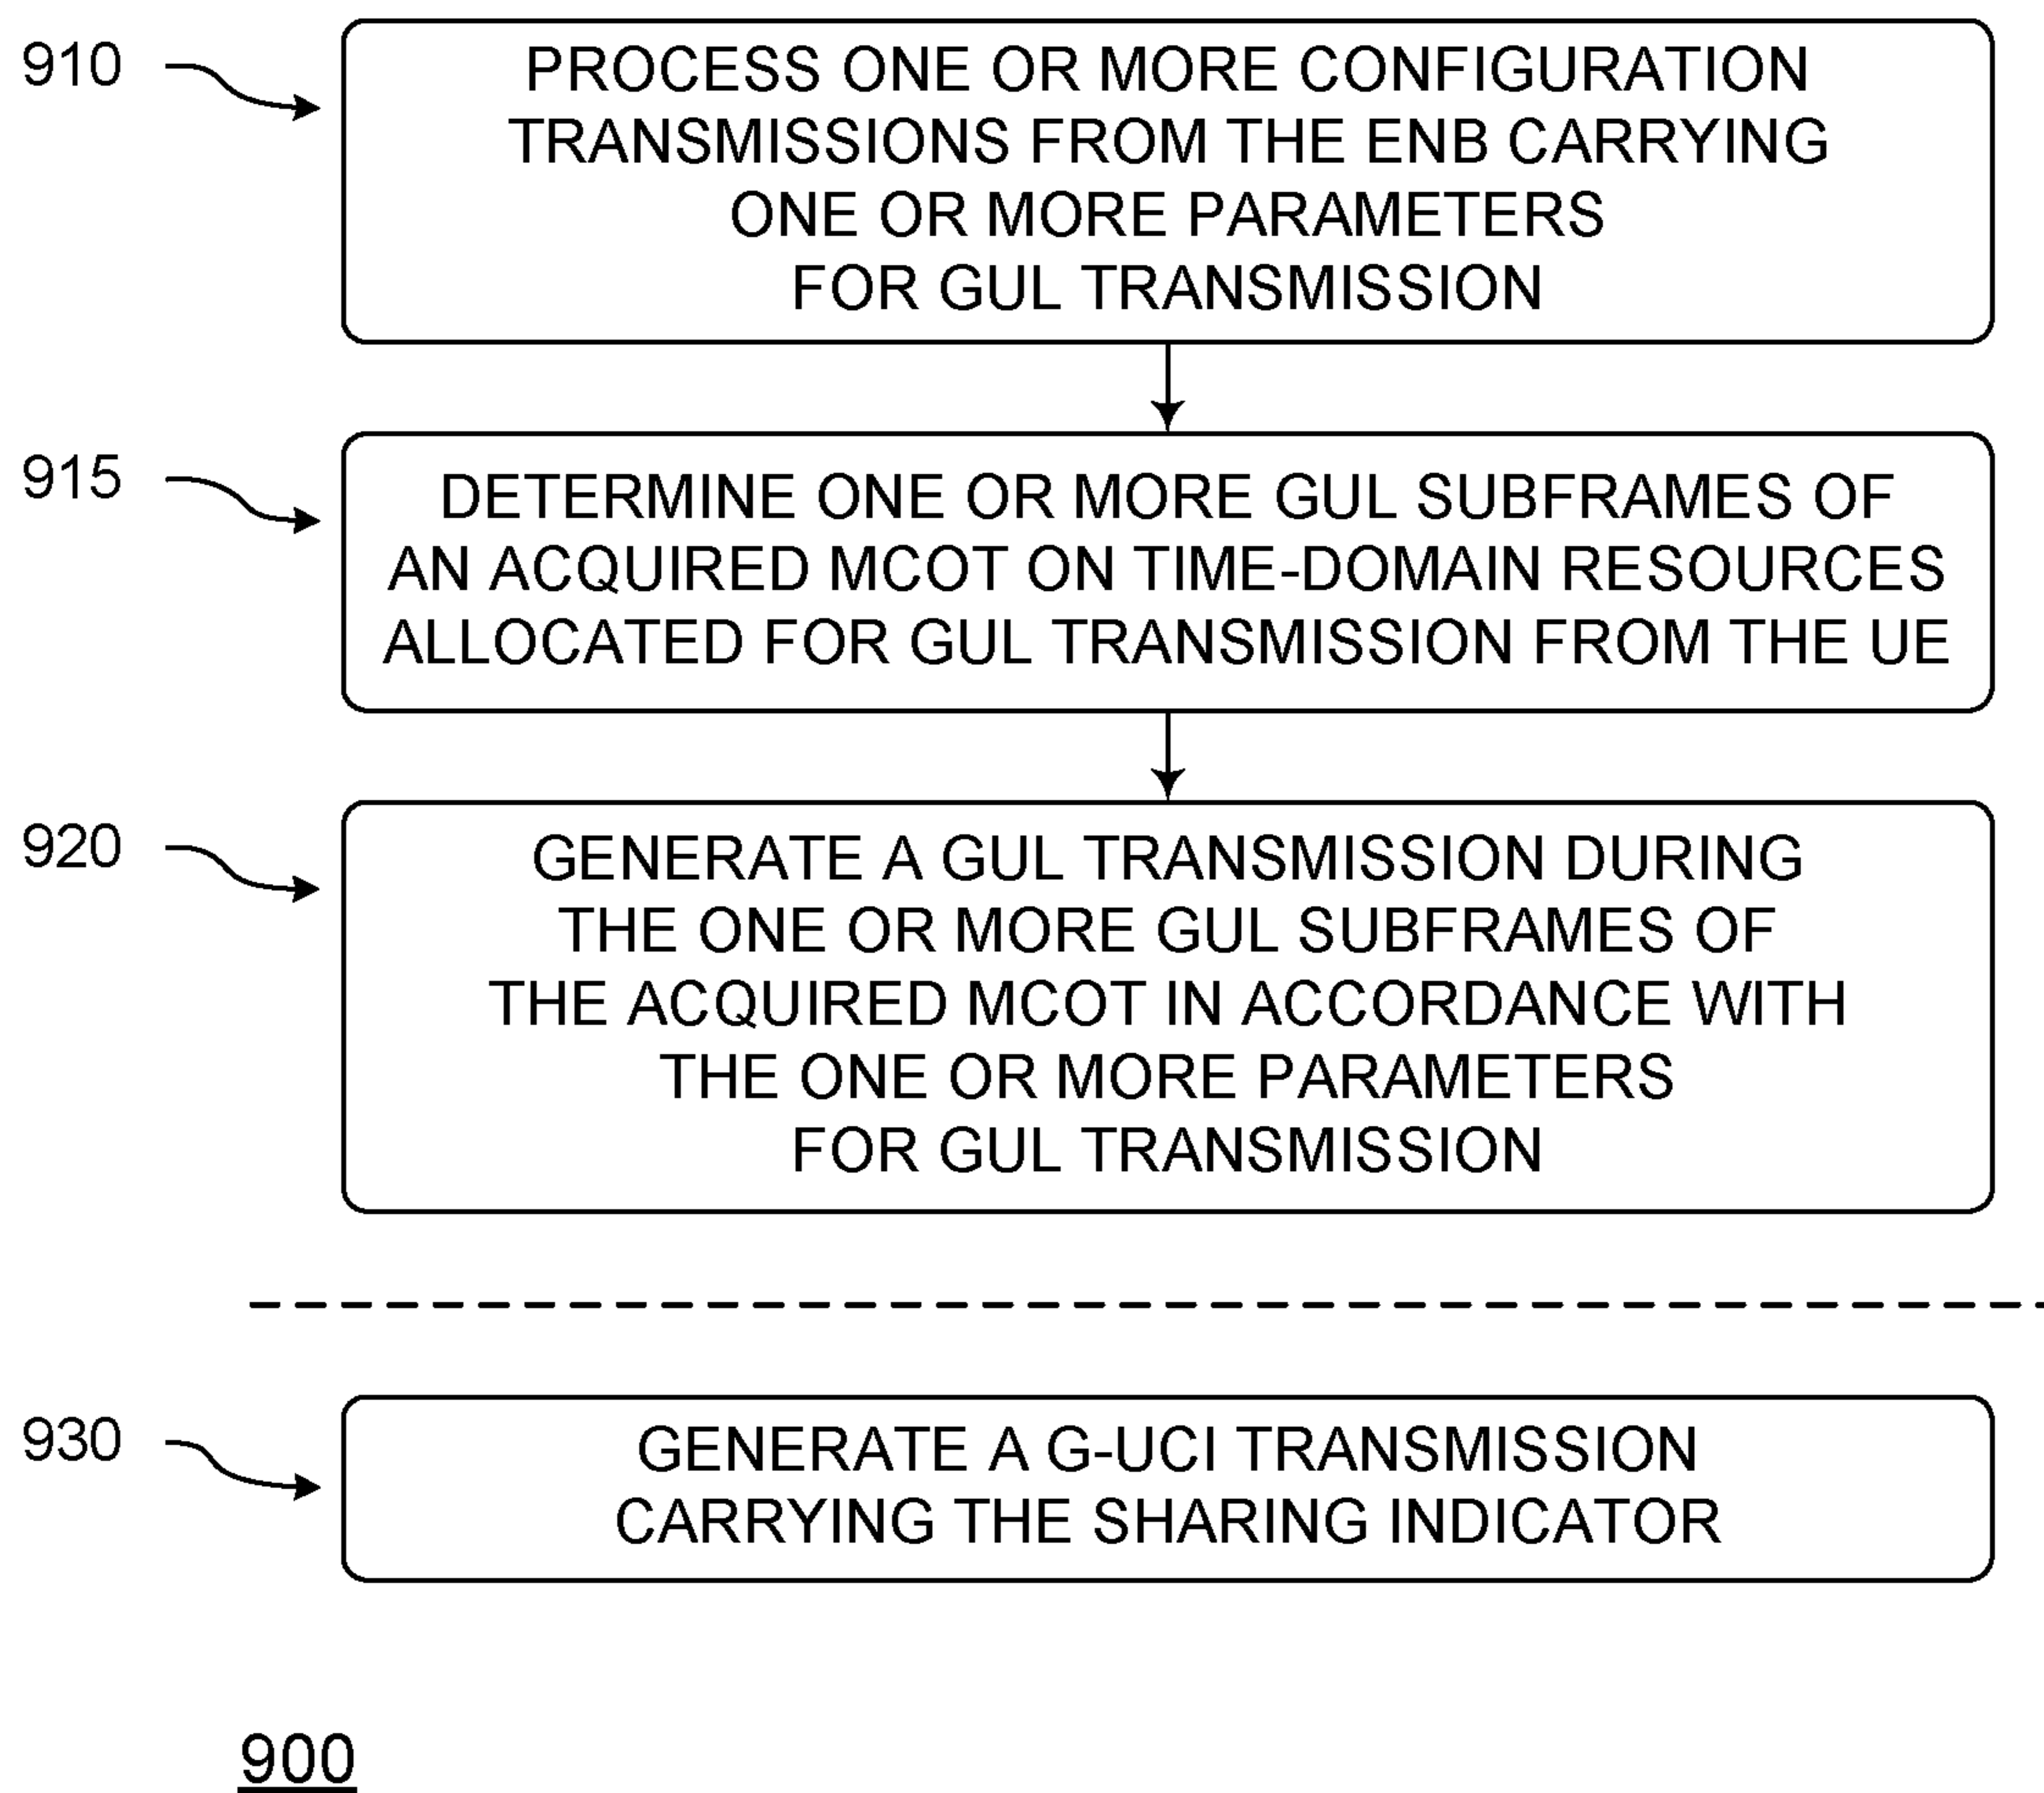 910
PROCESS ONE OR MORE CONFIGURATION
TRANSMISSIONS FROM THE ENB CARRYING
ONE OR MORE PARAMETERS
FOR GUL TRANSMISSION
915
DETERMINE ONE OR MORE GUL SUBFRAMES OF
AN ACQUIRED MCOT ON TIME-DOMAIN RESOURCES
ALLOCATED FOR GUL TRANSMISSION FROM THE UE
920
GENERATE A GUL TRANSMISSION DURING
THE ONE OR MORE GUL SUBFRAMES OF
THE ACQUIRED MCOT IN ACCORDANCE WITH
THE ONE OR MORE PARAMETERS
FOR GUL TRANSMISSION
930
GENERATE A G-UCI TRANSMISSION
CARRYING THE SHARING INDICATOR
900